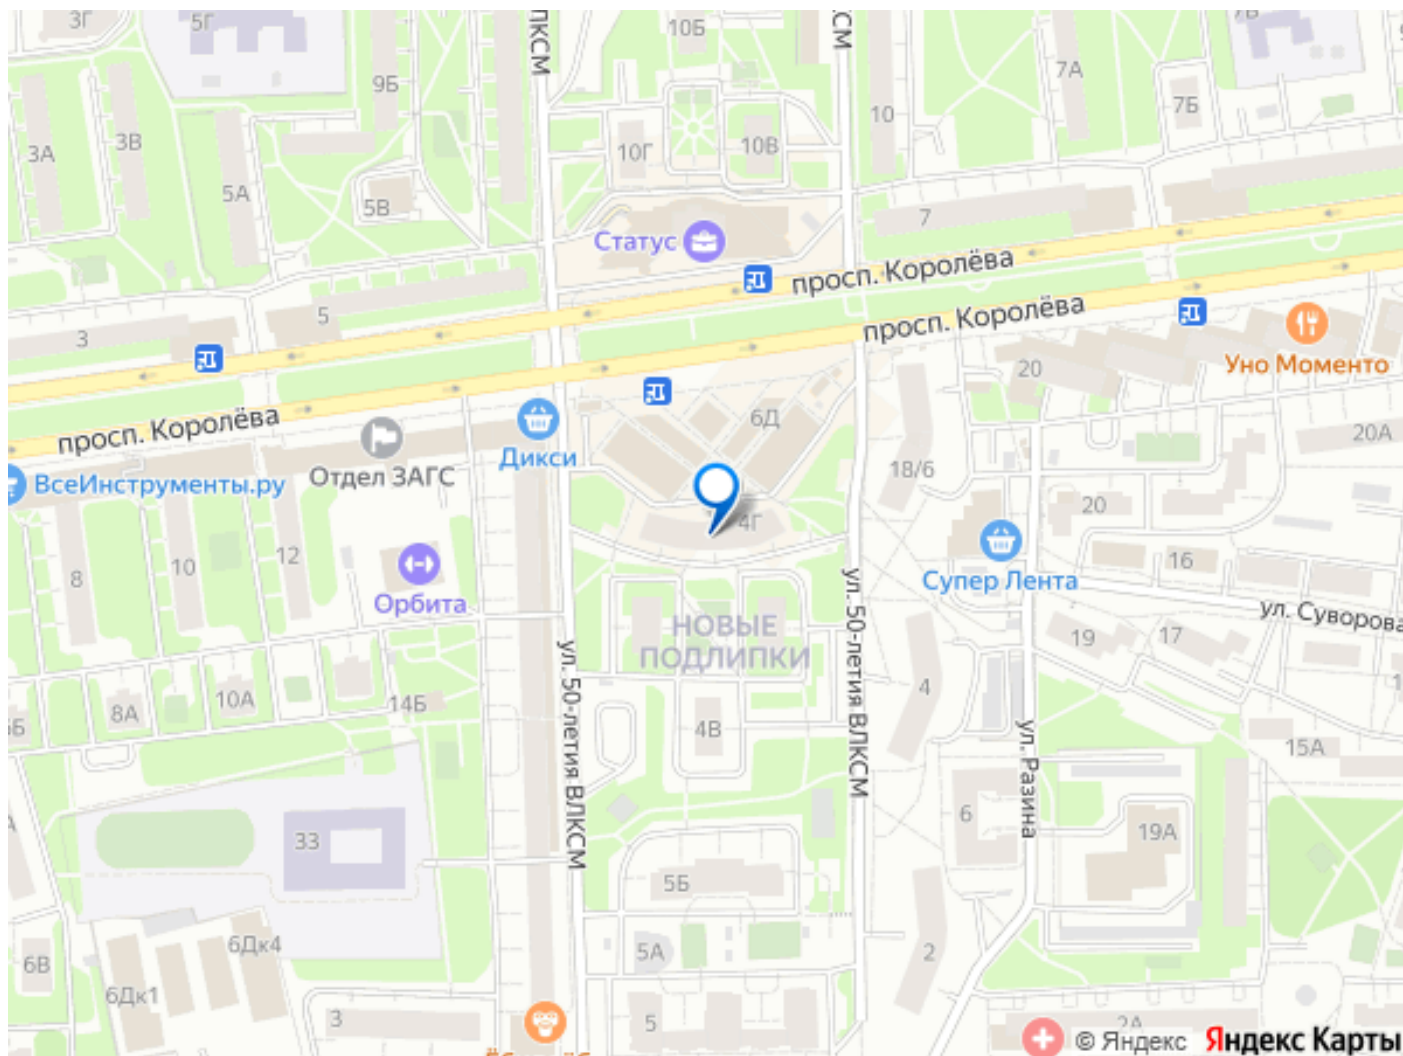 3Г
5Г
ВЛКСМ
10Б
ВЛКСМ
7В
7А
9Б
7Б
3А
3В
10
10Г
10В
5А
5В
7
Статус
просп. Королёва
5
просп. Королёва
3
Уно Моменто
20
6Д
просп. Королёва
Дикси
20А
Отдел ЗАГС
18/6
ВсеИнструменты.ру
20
4Г
12
10
8
16
Супер Лента
Орбита
ул. Суворова
НОВЫЕ
ПОДЛИПКИ
19
17
ул. 50-летия ВЛКСМ
ул. 50-летия ВЛКСМ
4
10А
14Б
8А
4В
15А
ул. Разина
33
6
19А
5Б
6Дк4
5А
2
6В
6Дк1
3
5
2А
© Яндекс
Яндекс Карты